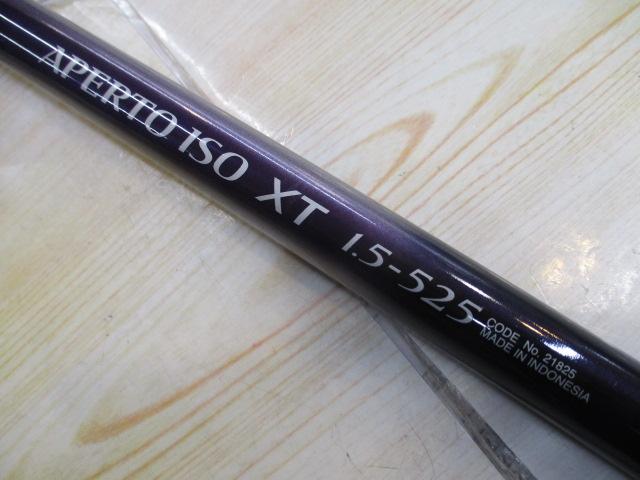 APERTO ISO XT 1.5-525
CODE No. 21825
MADE IN INDONESIA